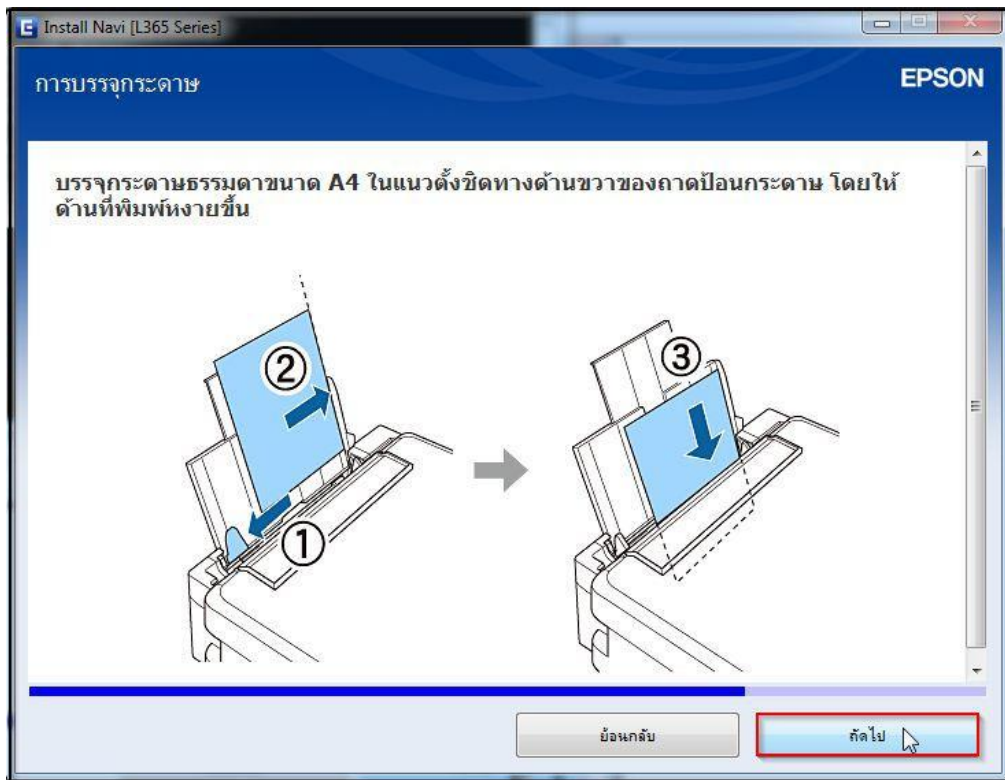 Install Navi [L365 Series]
การบรรจุกระดาษ
EPSON
บรรจุกระดาษธรรมดาขนาด A4 ในแนวตั้งชิดทางด้านขวาของถาดป้อนกระดาษ โดยให้
ด้านที่พิมพ์หงายขึ้น
②
③
①
ย้อนกลับ
ถัดไป